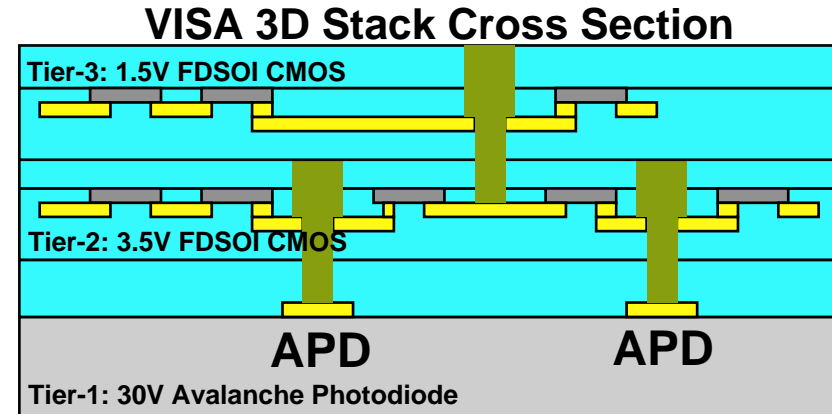 VISA 3D Stack Cross Section
Tier-3: 1.5V FDSOI CMOS
Tier-2: 3.5V FDSOI CMOS
APD APD
Tier-1: 30V Avalanche Photodiode